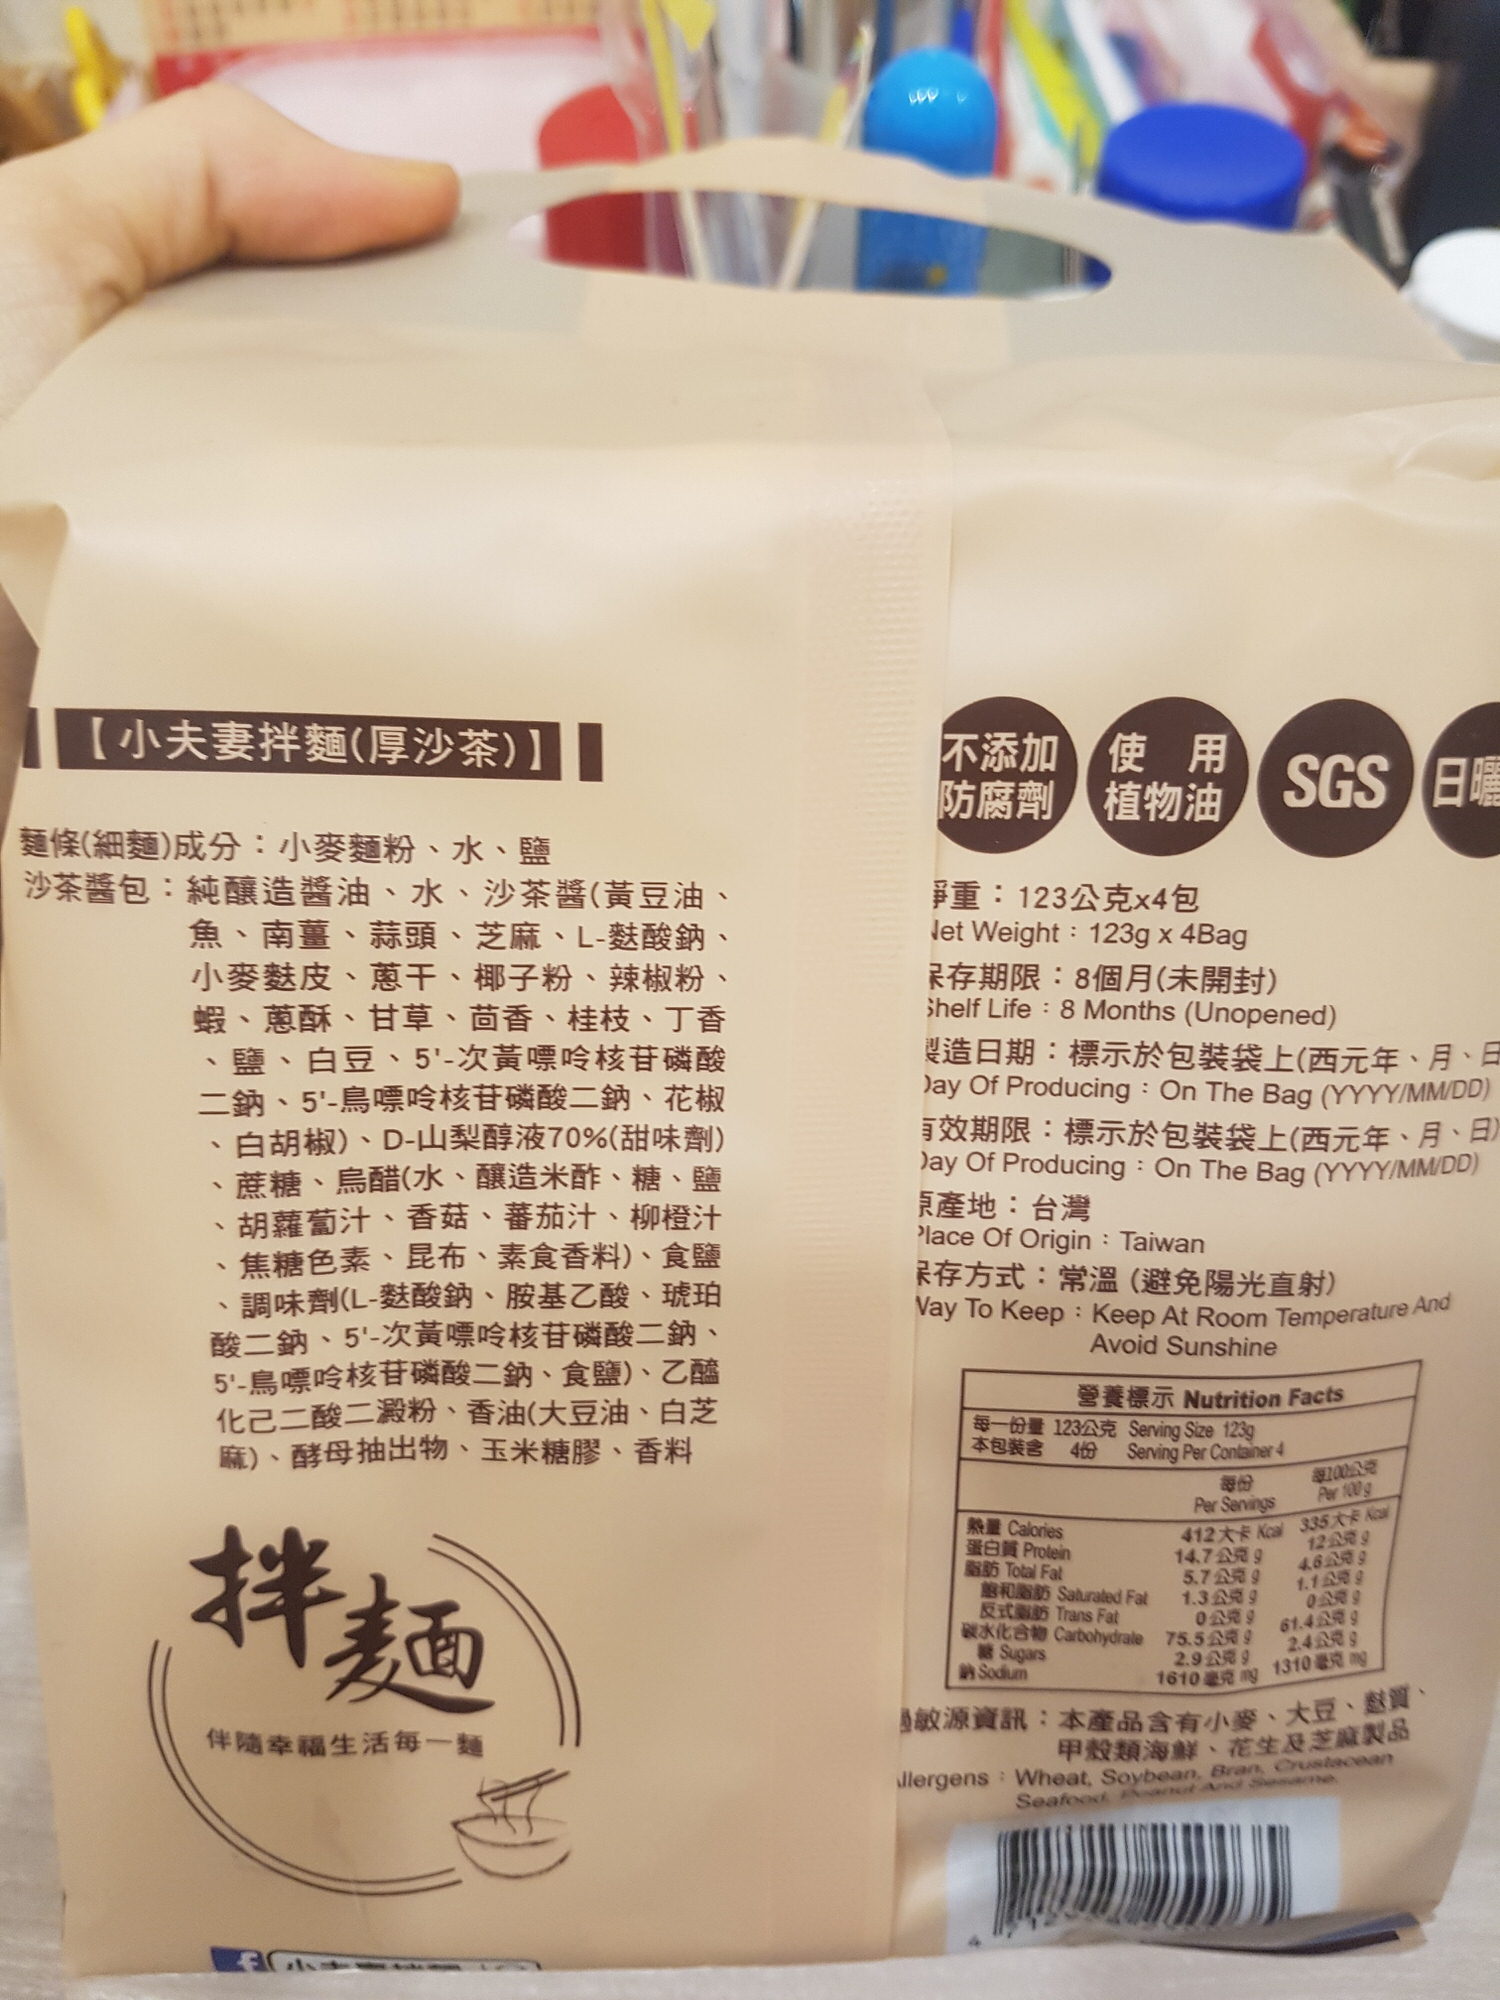 【小夫妻拌麵(厚沙茶)】
麵條(細麵)成分：小麥麵粉、水、鹽
沙茶醬包：純釀造醬油、水、沙茶醬(黃豆油、
魚、南薑、蒜頭、芝麻、L-麩酸鈉、
小麥麩皮、蔥干、椰子粉、辣椒粉、
蝦、蔥酥、甘草、茴香、桂枝、丁香
、鹽、白豆、5'-次黃嘌呤核苷磷酸
二鈉、5'-鳥嘌呤核苷磷酸二鈉、花椒
、白胡椒)、D-山梨醇液70%(甜味劑)
、蔗糖、烏醋(水、釀造米酢、糖、鹽
、胡蘿蔔汁、香菇、蕃茄汁、柳橙汁
、焦糖色素、昆布、素食香料)、食鹽
、調味劑(L-麩酸鈉、胺基乙酸、琥珀
酸二鈉、5'-次黃嘌呤核苷磷酸二鈉、
5'-鳥嘌呤核苷磷酸二鈉、食鹽)、乙醯
化己二酸二澱粉、香油(大豆油、白芝
麻)、酵母抽出物、玉米糖膠、香料
拌麵
伴隨幸福生活每一麵
不添加
防腐劑
使 用
植物油
SGS
日曬
淨重：123公克x4包
Net Weight：123g x 4Bag
保存期限：8個月(未開封)
Shelf Life：8 Months (Unopened)
製造日期：標示於包裝袋上(西元年、月、日
Day Of Producing：On The Bag (YYYY/MM/DD)
有效期限：標示於包裝袋上(西元年、月、日)
Day Of Producing：On The Bag (YYYY/MM/DD)
原產地：台灣
Place Of Origin：Taiwan
保存方式：常溫 (避免陽光直射)
Way To Keep：Keep At Room Temperature And
Avoid Sunshine
營養標示 Nutrition Facts
每一份量 123公克 Serving Size 123g
本包裝含 4份 Serving Per Container 4
每份 每100公克
Per Servings Per 100 g
熱量 Calories 412大卡 Kcal 335大卡 Kcal
蛋白質 Protein 14.7公克 g 12公克 g
脂肪 Total Fat 5.7公克 g 4.6公克 g
飽和脂肪 Saturated Fat 1.3公克 g 1.1公克 g
反式脂肪 Trans Fat 0公克 g 0公克 g
碳水化合物 Carbohydrate 75.5公克 g 61.4公克 g
糖 Sugars 2.9公克 g 2.4公克 g
鈉 Sodium 1610毫克 mg 1310毫克 mg
過敏源資訊：本產品含有小麥、大豆、麩質、
甲殼類海鮮、花生及芝麻製品
Allergens：Wheat, Soybean, Bran, Crustacean
Seafood, Peanut And Sesame.